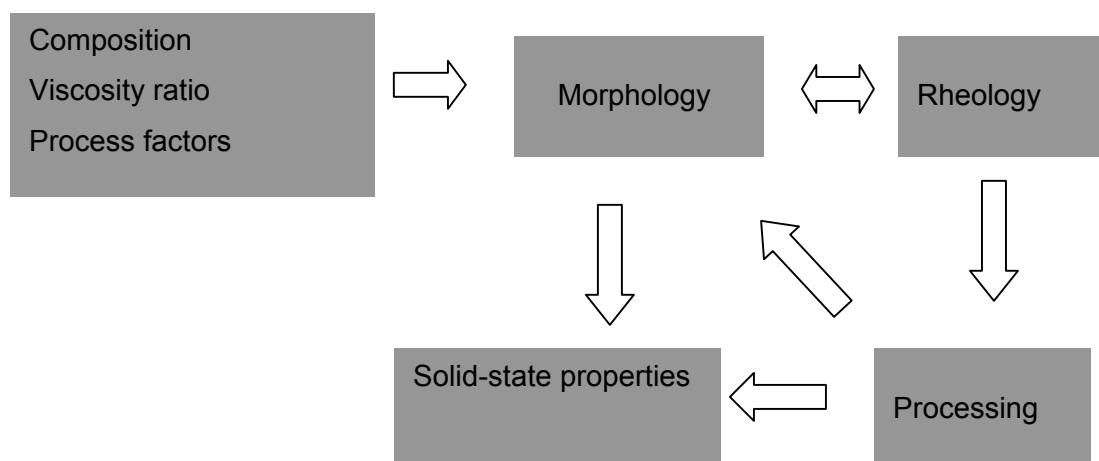 Composition
Viscosity ratio
Process factors
Morphology
Rheology
Solid-state properties
Processing